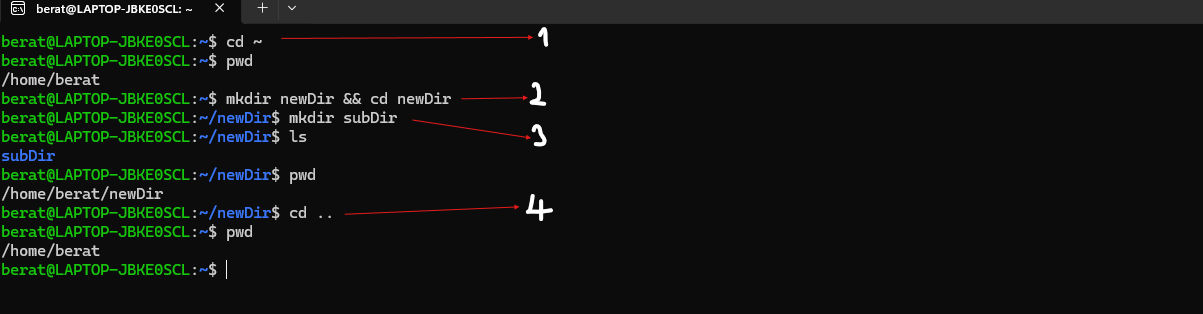 berat@LAPTOP-JBKE0SCL: ~
berat@LAPTOP-JBKE0SCL:~$ cd ~ 1
berat@LAPTOP-JBKE0SCL:~$ pwd
/home/berat
berat@LAPTOP-JBKE0SCL:~$ mkdir newDir && cd newDir 2
berat@LAPTOP-JBKE0SCL:~/newDir$ mkdir subDir
berat@LAPTOP-JBKE0SCL:~/newDir$ ls 3
subDir
berat@LAPTOP-JBKE0SCL:~/newDir$ pwd
/home/berat/newDir
berat@LAPTOP-JBKE0SCL:~/newDir$ cd .. 4
berat@LAPTOP-JBKE0SCL:~$ pwd
/home/berat
berat@LAPTOP-JBKE0SCL:~$